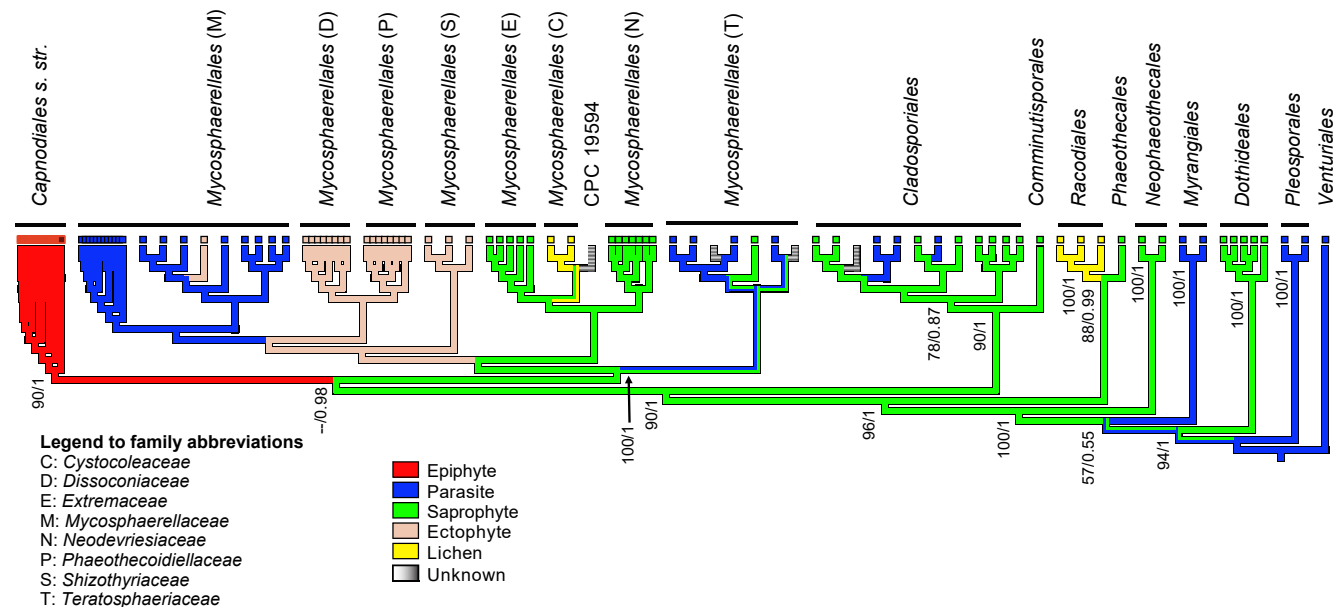 Capnodiales s. str.
Mycosphaerellales (M)
Mycosphaerellales (D)
Mycosphaerellales (P)
Mycosphaerellales (S)
Mycosphaerellales (E)
Mycosphaerellales (C)
CPC 19594
Mycosphaerellales (N)
Mycosphaerellales (T)
Cladosporiales
Comminutisporales
Racodiales
Phaeothecales
Neophaeothecales
Myrangiales
Dothideales
Pleosporales
Venturiales
90/1
--/0.98
100/1
90/1
78/0.87
90/1
96/1
100/1
100/1
88/0.99
57/0.55
100/1
94/1
100/1
100/1
100/1
Legend to family abbreviations
C: Cystocoleaceae
D: Dissoconiaceae
E: Extremaceae
M: Mycosphaerellaceae
N: Neodevriesiaceae
P: Phaeothecoidiellaceae
S: Shizothyriaceae
T: Teratosphaeriaceae
Epiphyte
Parasite
Saprophyte
Ectophyte
Lichen
Unknown